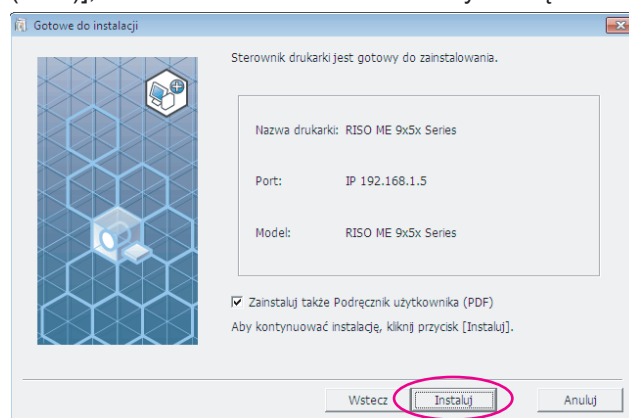 Gotowe do instalacji
Sterownik drukarki jest gotowy do zainstalowania.
Nazwa drukarki: RISO ME 9x5x Series
Port: IP 192.168.1.5
Model: RISO ME 9x5x Series
Zainstaluj także Podręcznik użytkownika (PDF)
Aby kontynuować instalację, kliknij przycisk [Instaluj].
Wstecz Instaluj Anuluj